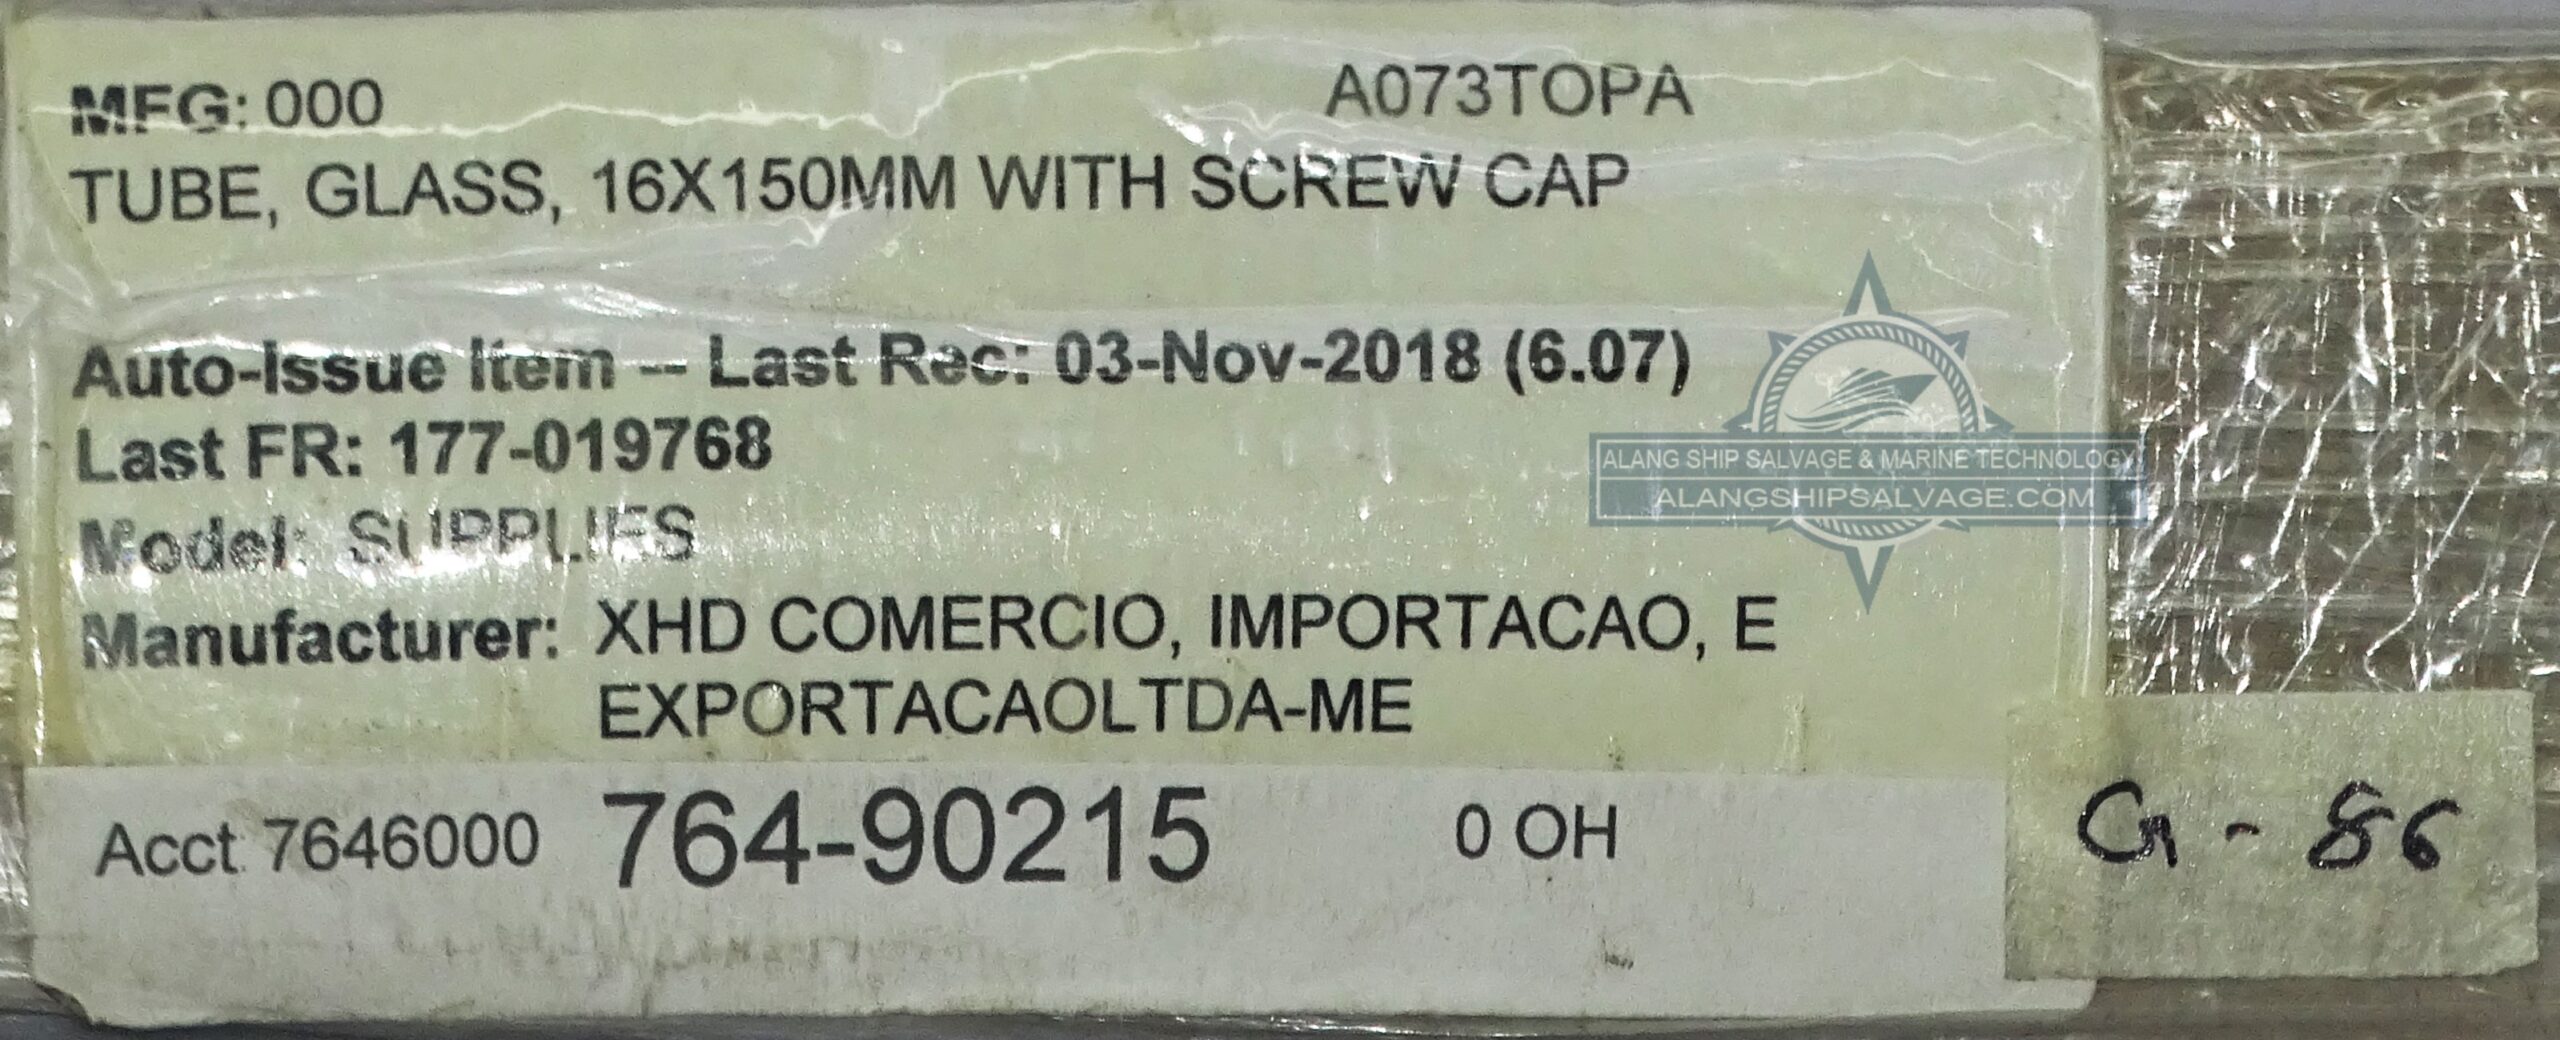 MFG: 000 A073TOPA
TUBE, GLASS, 16X150MM WITH SCREW CAP
Auto-Issue Item -- Last Rec: 03-Nov-2018 (6.07)
Last FR: 177-019768
Model: SUPPLIES
Manufacturer: XHD COMERCIO, IMPORTACAO, E
EXPORTACAOLTDA-ME
Acct 7646000 764-90215 0 OH
G - 86
ALANG SHIP SALVAGE & MARINE TECHNOLOGY
ALANGSHIPSALVAGE.COM